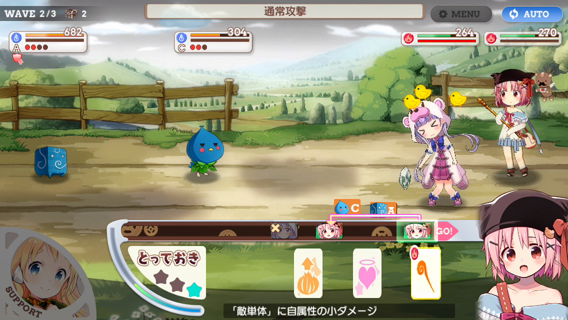 WAVE 2/3 2
通常攻撃
MENU
AUTO
682
A
304
C
264
270
C
A
GO!
とっておき
SUPPORT
「敵単体」に自属性の小ダメージ